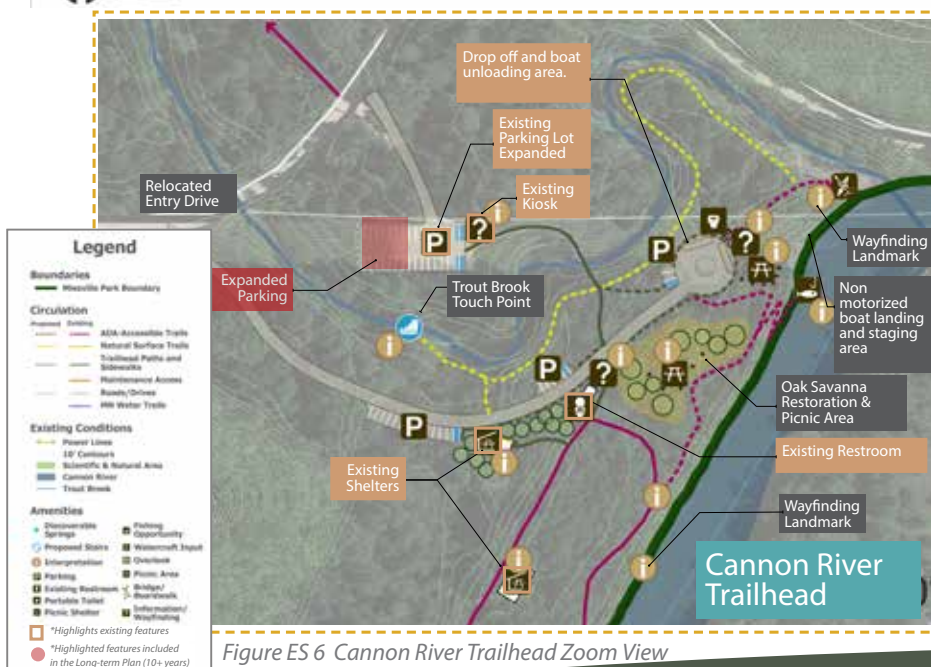 Drop off and boat
unloading area.
Existing
Parking Lot
Expanded
Existing
Kiosk
Relocated
Entry Drive
P
?
i
Expanded
Parking
Trout Brook
Touch Point
i
P
?
i
i
i
Wayfinding
Landmark
Non
motorized
boat landing
and staging
area
i
P
?
i
i
Oak Savanna
Restoration &
Picnic Area
P
Existing Restroom
Existing
Shelters
i
i
i
i
Wayfinding
Landmark
Cannon River
Trailhead
Legend
Boundaries
Miesville Park Boundary
Circulation
Proposed Existing
ADA-Accessible Trails
Natural Surface Trails
Trailhead Paths and
Sidewalks
Maintenance Access
Roads/Drives
MN Water Trails
Existing Conditions
Power Lines
10' Contours
Scientific & Natural Area
Cannon River
Trout Brook
Amenities
Discoverable
Springs
Proposed Stairs
Interpretation
Parking
Existing Restroom
Portable Toilet
Picnic Shelter
Fishing
Opportunity
Watercraft Input
Overlook
Picnic Area
Bridge/
Boardwalk
Information/
Wayfinding
*Highlights existing features
*Highlighted features included
in the Long-term Plan (10+ years)
Figure ES 6 Cannon River Trailhead Zoom View